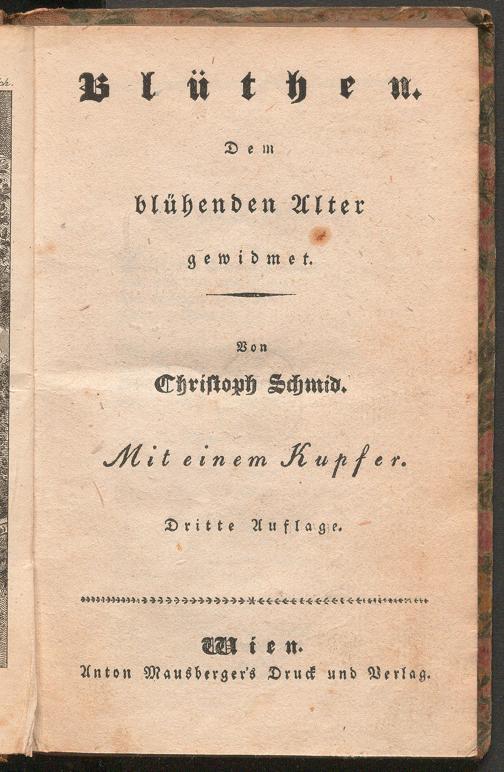 Blüthen.
Dem
blühenden Alter
gewidmet.
Von
Christoph Schmid.
Mit einem Kupfer.
Dritte Auflage.
Wien.
Anton Mausberger's Druck und Verlag.